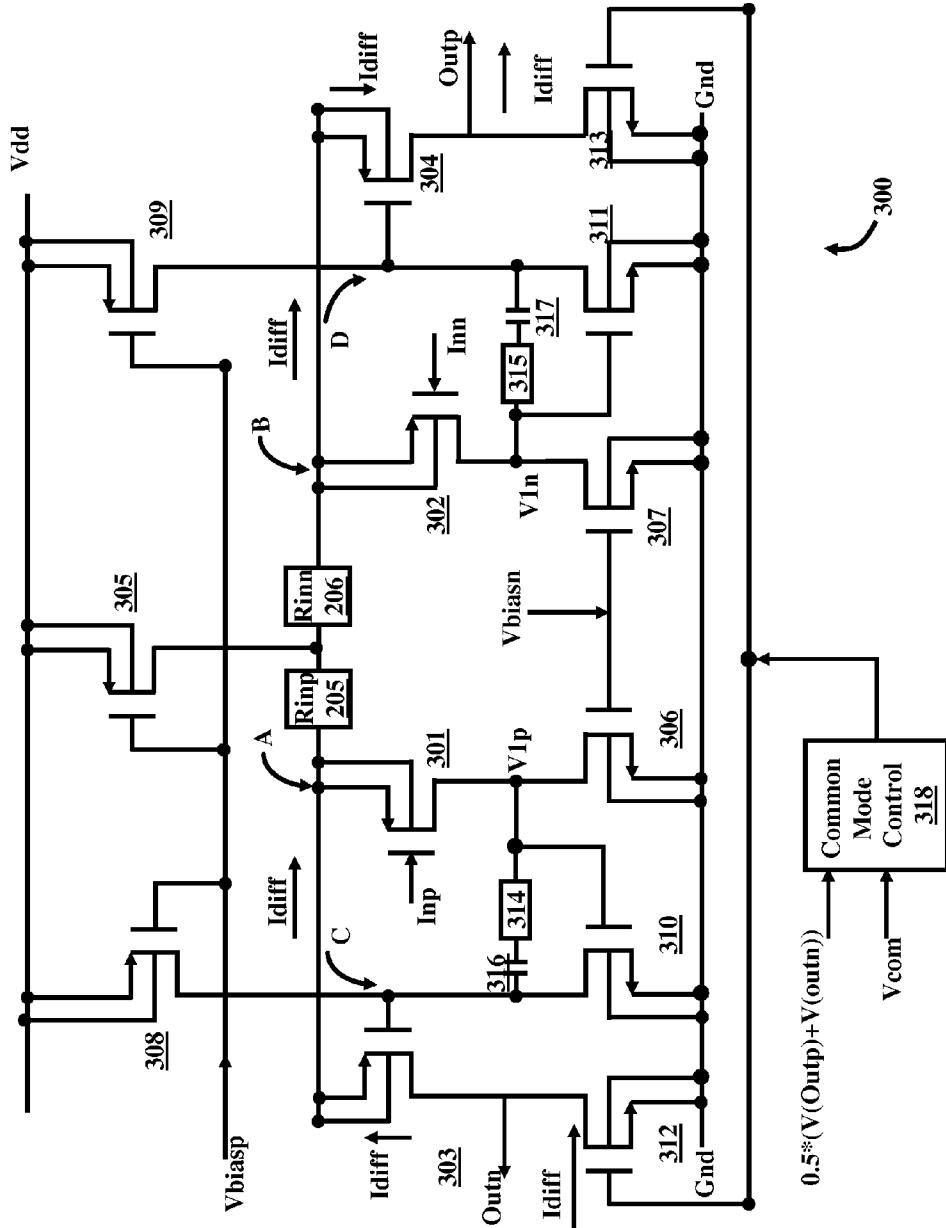 Vdd
309
305
308
Vbiasp
Idiff
Idiff
Idiff
Idiff
A
B
C
D
Rinp
205
Rinn
206
303
301
302
304
Inp
Inn
Outn
Outp
Idiff
Idiff
V1p
V1n
316
314
315
317
Vbiasn
310
306
307
311
312
313
Gnd
Gnd
300
0.5*(V(Outp)+V(outn))
Vcom
Common
Mode
Control
318